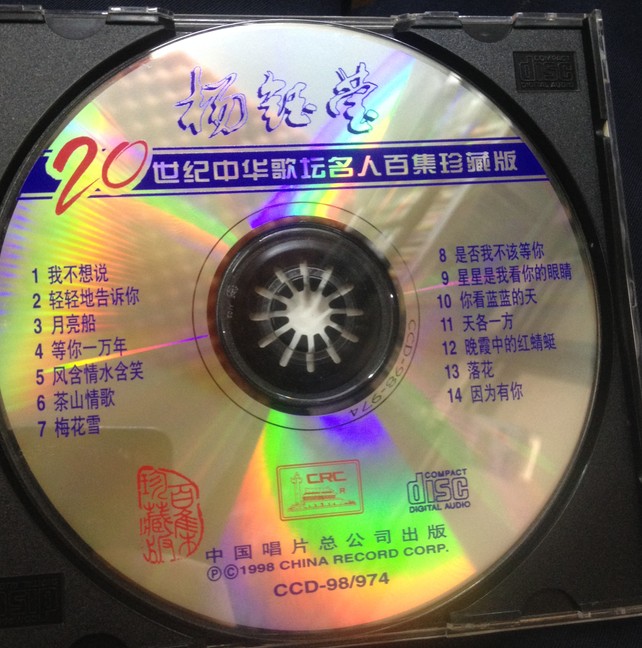 杨钰莹
20世纪中华歌坛名人百集珍藏版
1 我不想说
2 轻轻地告诉你
3 月亮船
4 等你一万年
5 风含情水含笑
6 茶山情歌
7 梅花雪
8 是否我不该等你
9 星星是我看你的眼睛
10 你看蓝蓝的天
11 天各一方
12 晚霞中的红蜻蜓
13 落花
14 因为有你
CCD-98-974
百集
珍藏版
CRC
R
COMPACT
disc
DIGITAL AUDIO
中国唱片总公司出版
ⓅⒸ1998 CHINA RECORD CORP.
CCD-98/974
disc